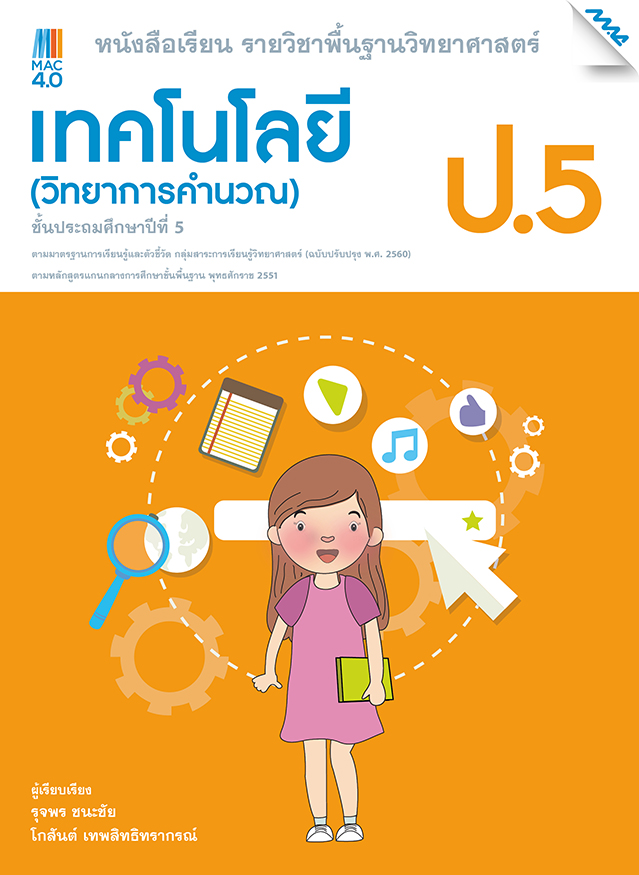 MAC
4.0
หนังสือเรียน รายวิชาพื้นฐานวิทยาศาสตร์
MAC
เทคโนโลยี
(วิทยาการคำนวณ)
ป.5
ชั้นประถมศึกษาปีที่ 5
ตามมาตรฐานการเรียนรู้และตัวชี้วัด กลุ่มสาระการเรียนรู้วิทยาศาสตร์ (ฉบับปรับปรุง พ.ศ. 2560)
ตามหลักสูตรแกนกลางการศึกษาขั้นพื้นฐาน พุทธศักราช 2551
ผู้เรียบเรียง
รุจพร ชนะชัย
โกสันต์ เทพสิทธิทรากรณ์